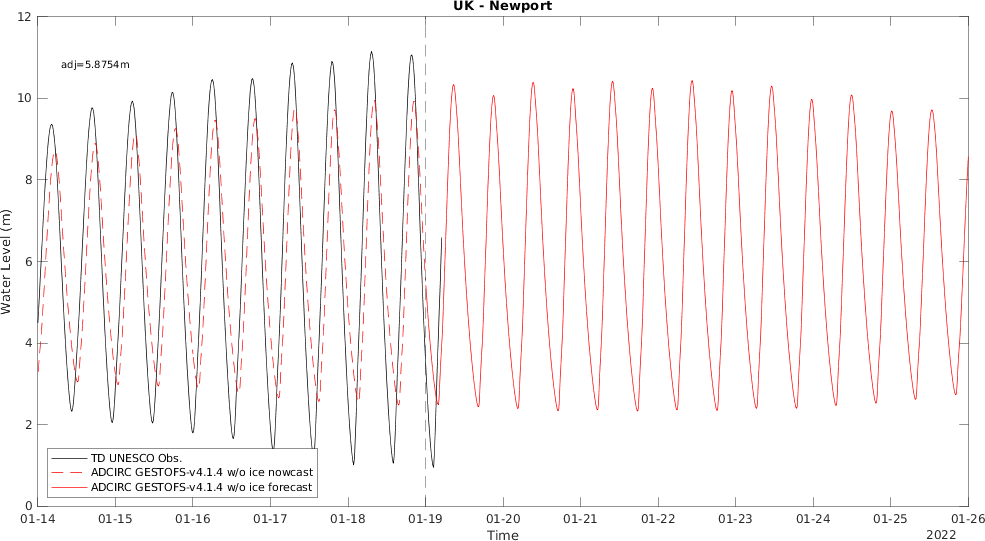 UK - Newport
12
adj=5.8754m
10
8
6
4
2
0
Water Level (m)
TD UNESCO Obs.
ADCIRC GESTOFS-v4.1.4 w/o ice nowcast
ADCIRC GESTOFS-v4.1.4 w/o ice forecast
01-14 01-15 01-16 01-17 01-18 01-19 01-20 01-21 01-22 01-23 01-24 01-25 01-26
Time
2022